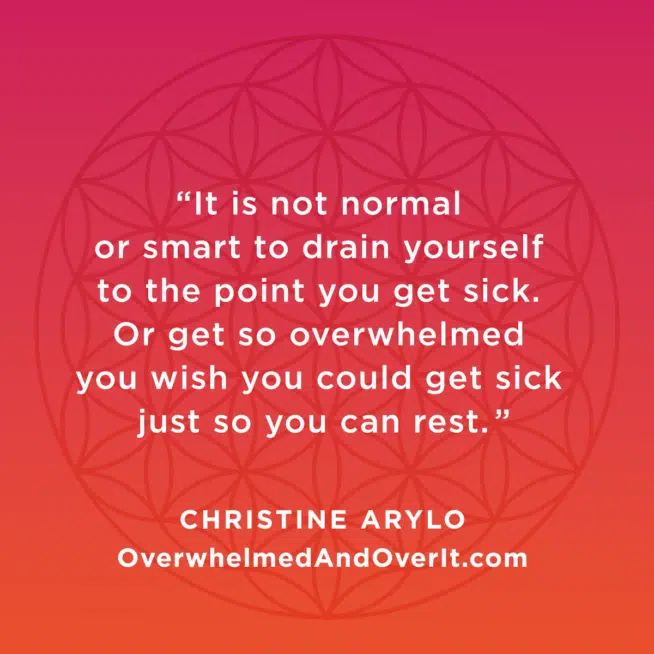 “It is not normal
or smart to drain yourself
to the point you get sick.
Or get so overwhelmed
you wish you could get sick
just so you can rest.”
CHRISTINE ARYLO
OverwhelmedAndOverIt.com